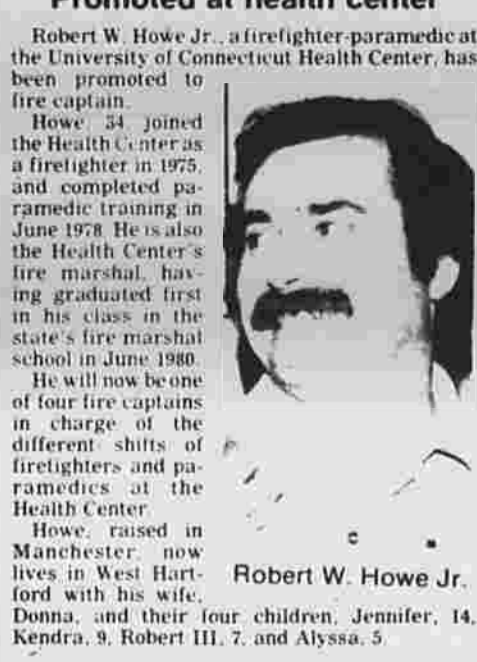 Promoted at health center
Robert W. Howe Jr., a firefighter-paramedic at
the University of Connecticut Health Center, has
been promoted to
fire captain.
Howe, 34, joined
the Health Center as
a firefighter in 1975,
and completed pa-
ramedic training in
June 1978. He is also
the Health Center's
fire marshal, hav-
ing graduated first
in his class in the
state's fire marshal
school in June 1980.
He will now be one
of four fire captains
in charge of the
different shifts of
firefighters and pa-
ramedics at the
Health Center.
Howe, raised in
Manchester, now
lives in West Hart-
ford with his wife,
Donna, and their four children, Jennifer, 14,
Kendra, 9, Robert III, 7, and Alyssa, 5.
Robert W. Howe Jr.